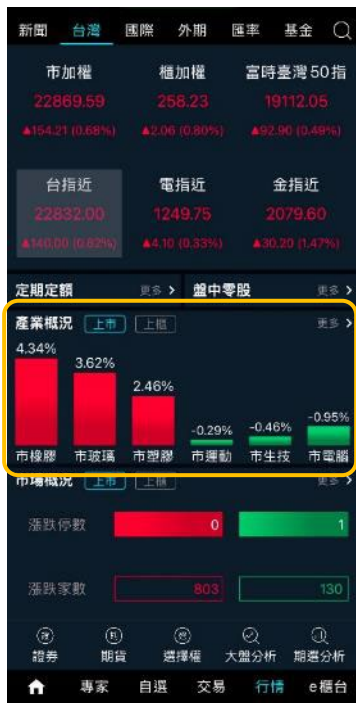 新聞 台灣 國際 外期 匯率 基金
市加權 櫃加權 富時臺灣50指
22869.59 258.23 19112.05
▲154.21 (0.68%) ▲2.06 (0.80%) ▲92.90 (0.49%)
台指近 電指近 金指近
22832.00 1249.75 2079.60
▲140.00 (0.62%) ▲4.10 (0.33%) ▲30.20 (1.47%)
定期定額 更多 > 盤中零股 更多 >
產業概況 上市 上櫃 更多 >
4.34% 3.62% 2.46% -0.29% -0.46% -0.95%
市橡膠 市玻璃 市塑膠 市運動 市生技 市電腦
市場概況 上市 上櫃 更多 >
漲跌停數 0 1
漲跌家數 803 130
證券 期貨 選擇權 大盤分析 期選分析
專家 自選 交易 行情 e櫃台